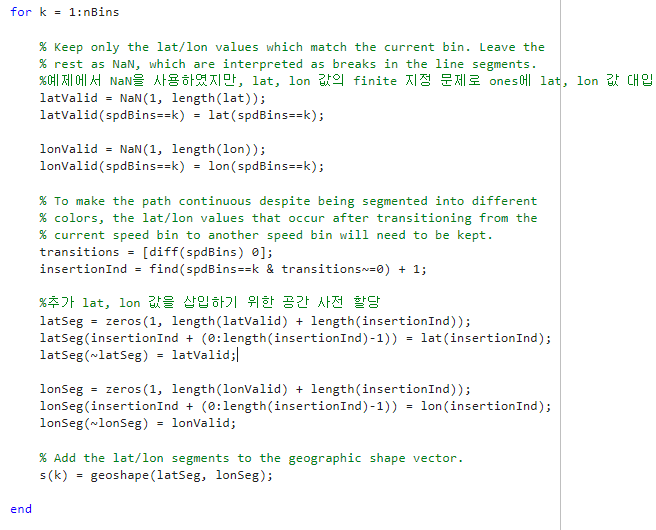 for k = 1:nBins
% Keep only the lat/lon values which match the current bin. Leave the
% rest as NaN, which are interpreted as breaks in the line segments.
%예제에서 NaN을 사용하였지만, lat, lon 값의 finite 지정 문제로 ones에 lat, lon 값 대입
latValid = NaN(1, length(lat));
latValid(spdBins==k) = lat(spdBins==k);
lonValid = NaN(1, length(lon));
lonValid(spdBins==k) = lon(spdBins==k);
% To make the path continuous despite being segmented into different
% colors, the lat/lon values that occur after transitioning from the
% current speed bin to another speed bin will need to be kept.
transitions = [diff(spdBins) 0];
insertionInd = find(spdBins==k & transitions~=0) + 1;
%추가 lat, lon 값을 삽입하기 위한 공간 사전 할당
latSeg = zeros(1, length(latValid) + length(insertionInd));
latSeg(insertionInd + (0:length(insertionInd)-1)) = lat(insertionInd);
latSeg(~latSeg) = latValid;
lonSeg = zeros(1, length(lonValid) + length(insertionInd));
lonSeg(insertionInd + (0:length(insertionInd)-1)) = lon(insertionInd);
lonSeg(~lonSeg) = lonValid;
% Add the lat/lon segments to the geographic shape vector.
s(k) = geoshape(latSeg, lonSeg);
end